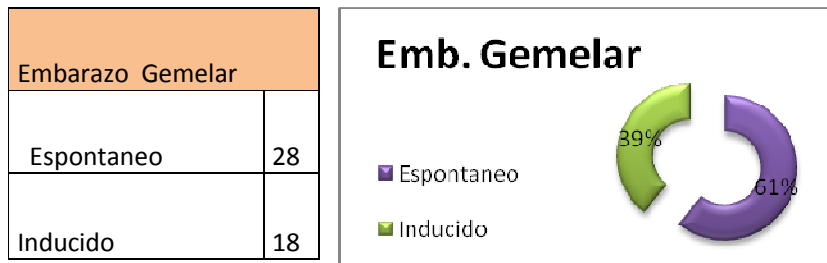 Embarazo Gemelar
Espontaneo 28
Inducido 18
Emb. Gemelar
39%
61%
Espontaneo
Inducido